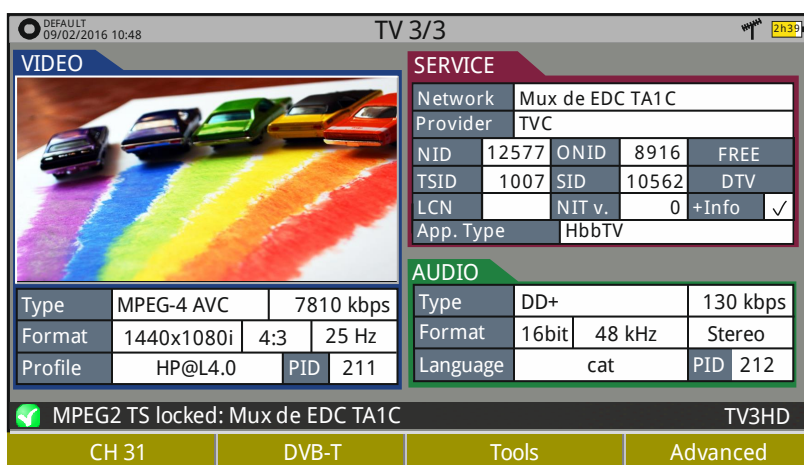 DEFAULT
09/02/2016 10:48
TV 3/3
2h39
VIDEO
Type MPEG-4 AVC 7810 kbps
Format 1440x1080i 4:3 25 Hz
Profile HP@L4.0 PID 211
SERVICE
Network Mux de EDC TA1C
Provider TVC
NID 12577 ONID 8916 FREE
TSID 1007 SID 10562 DTV
LCN NIT v. 0 +Info ✓
App. Type HbbTV
AUDIO
Type DD+ 130 kbps
Format 16bit 48 kHz Stereo
Language cat PID 212
MPEG2 TS locked: Mux de EDC TA1C TV3HD
CH 31 DVB-T Tools Advanced